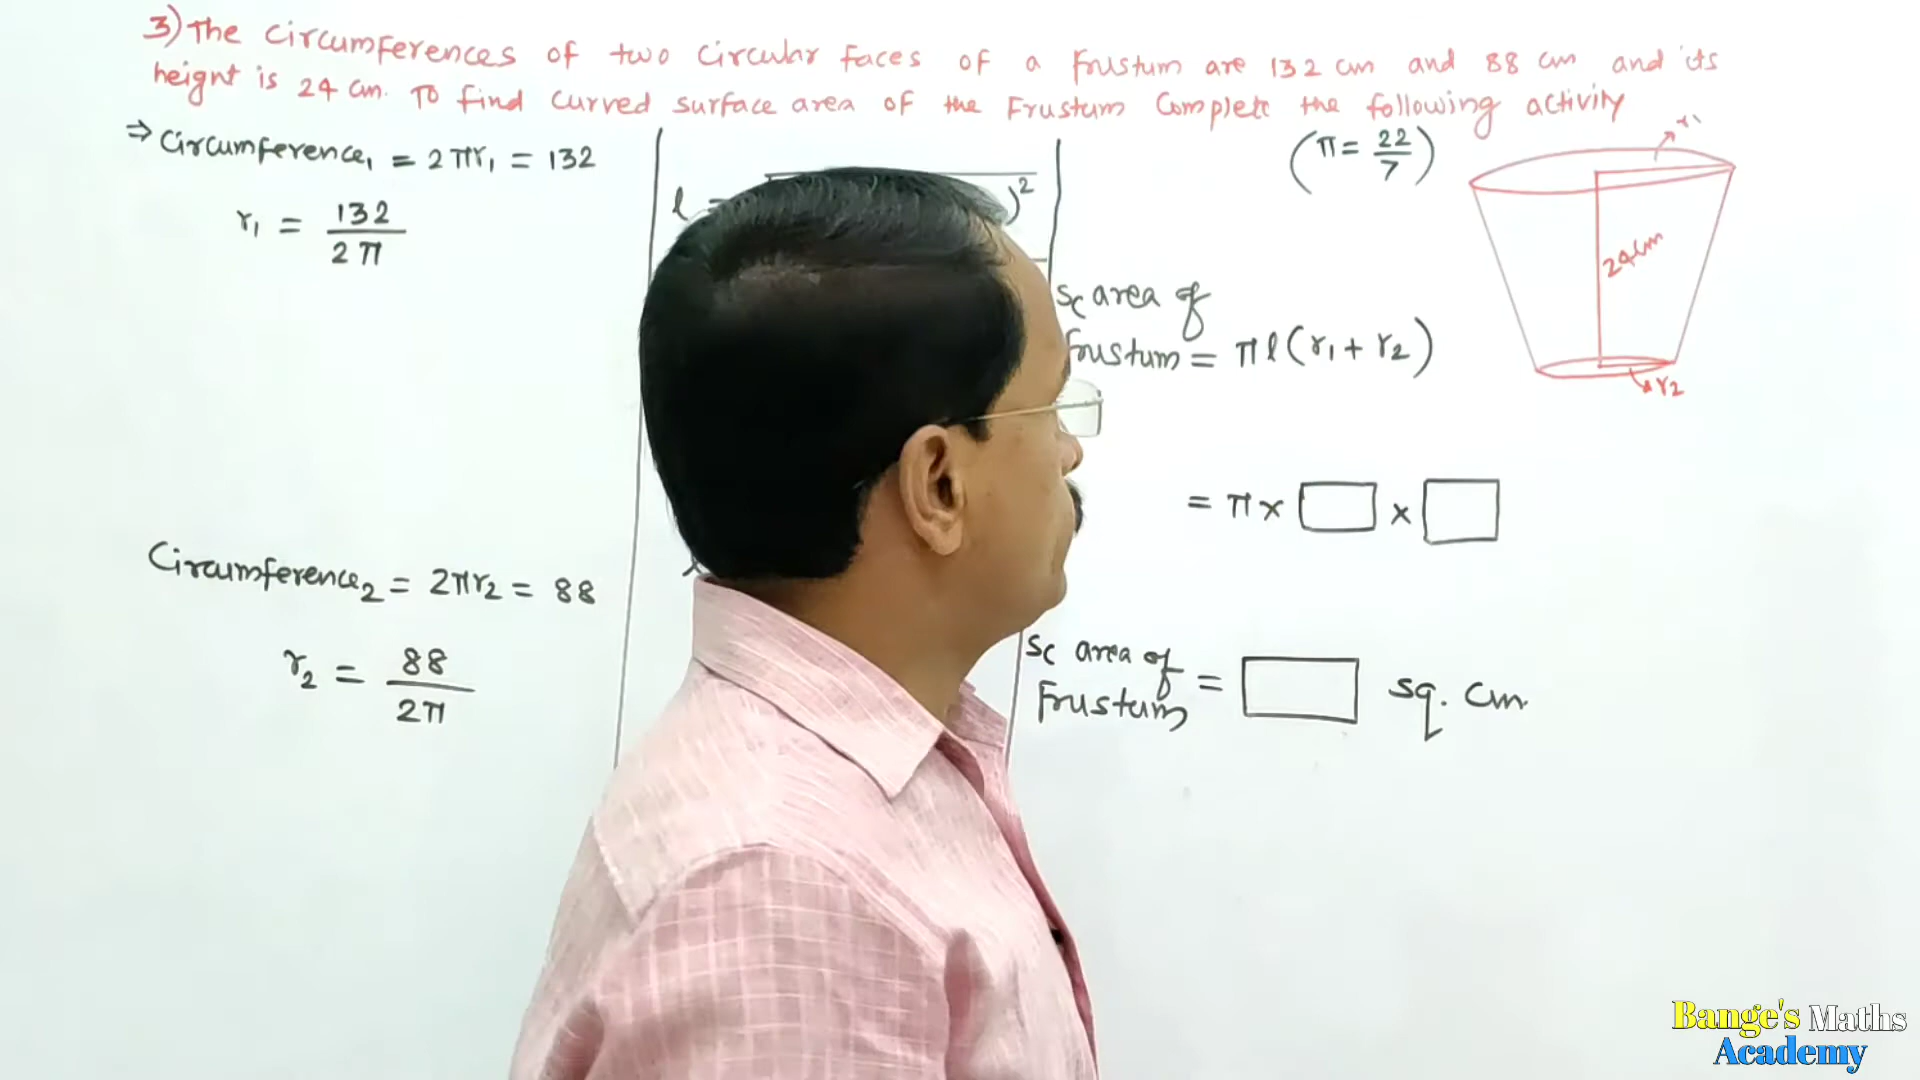 3) The circumferences of two circular faces of a frustum are 132 cm and 88 cm and its
height is 24 cm. To find curved surface area of the Frustum complete the following activity
⇒ Circumference₁ = 2πr₁ = 132
r₁ = 132/2π
Circumference₂ = 2πr₂ = 88
r₂ = 88/2π
l = )²
(π = 22/7)
sc area of
frustum = πl(r₁ + r₂)
= π × □ × □
sc area of
Frustum = □ sq. cm.
r₁
24cm
r₂
Bange's Maths
Academy